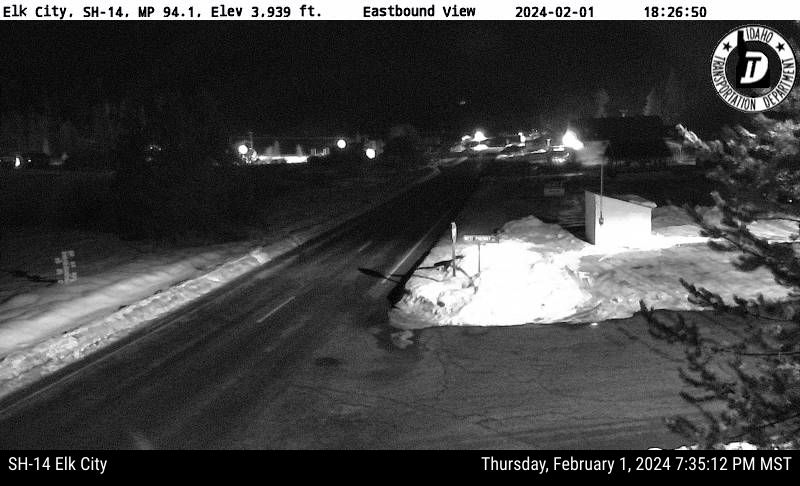 Elk City, SH-14, MP 94.1, Elev 3,939 ft. Eastbound View 2024-02-01 18:26:50
IDAHO
TRANSPORTATION DEPARTMENT
SH-14 Elk City Thursday, February 1, 2024 7:35:12 PM MST